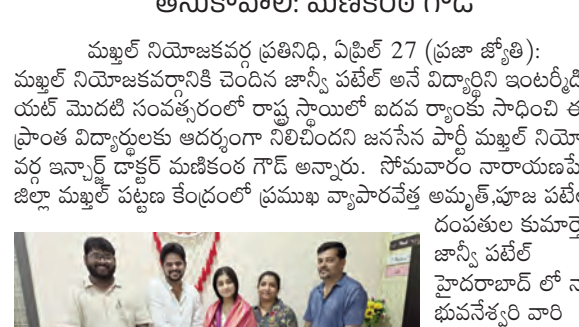 తీసుకోవాలి: మణికంఠ గౌడ్
మఖ్తల్ నియోజకవర్గ ప్రతినిధి, ఏప్రిల్ 27 (ప్రజా జ్యోతి):
మఖ్తల్ నియోజకవర్గానికి చెందిన జాన్వీ పటేల్ అనే విద్యార్థిని ఇంటర్మీడి
యట్ మొదటి సంవత్సరంలో రాష్ట్ర స్థాయిలో ఐదవ ర్యాంకు సాధించి ఈ
ప్రాంత విద్యార్థులకు ఆదర్శంగా నిలిచిందని జనసేన పార్టీ మఖ్తల్ నియో
వర్గ ఇన్చార్జ్ డాక్టర్ మణికంఠ గౌడ్ అన్నారు. సోమవారం నారాయణపే
జిల్లా మఖ్తల్ పట్టణ కేంద్రంలో ప్రముఖ వ్యాపారవేత్త అమృత్,పూజ పటే
దంపతుల కుమార్తె
జాన్వీ పటేల్
హైదరాబాద్ లో నా
భువనేశ్వరి వారి